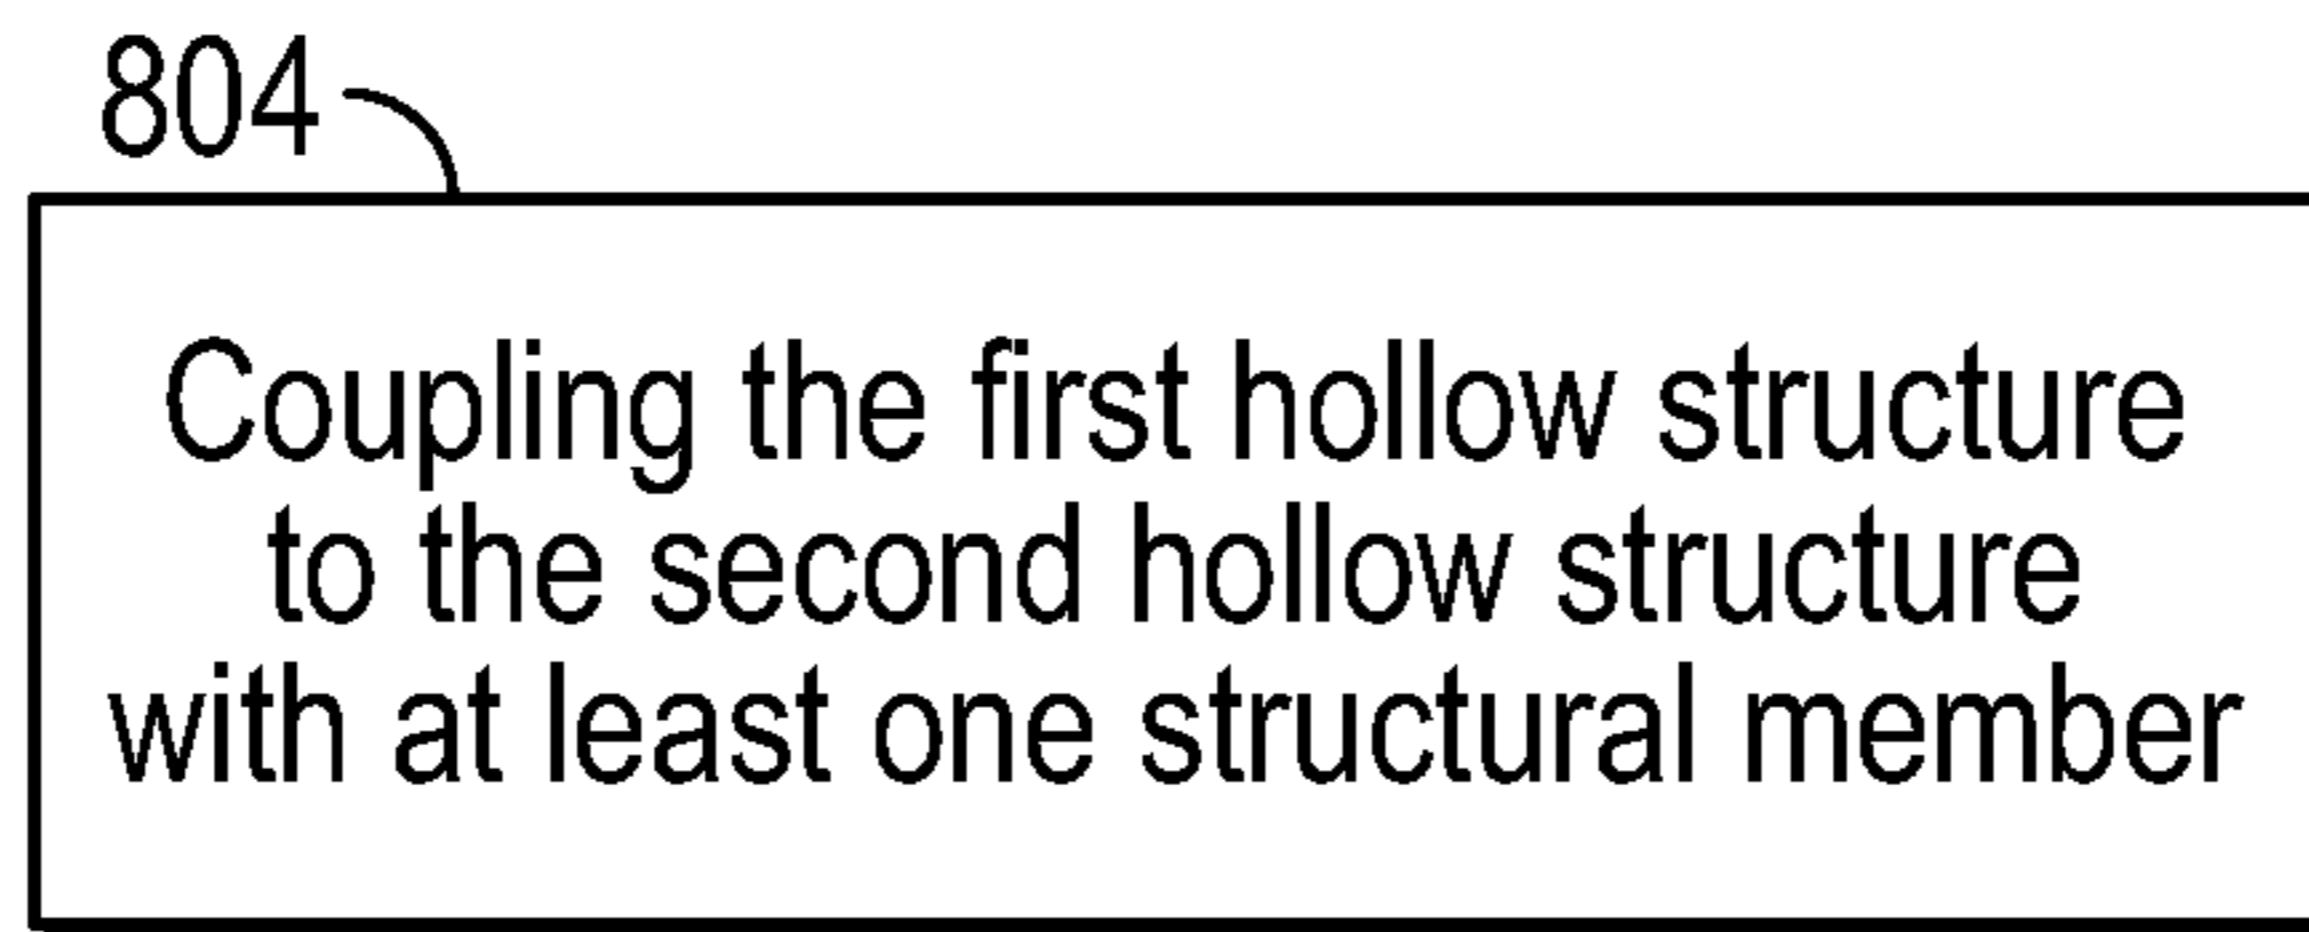 804
Coupling the first hollow structure
to the second hollow structure
with at least one structural member